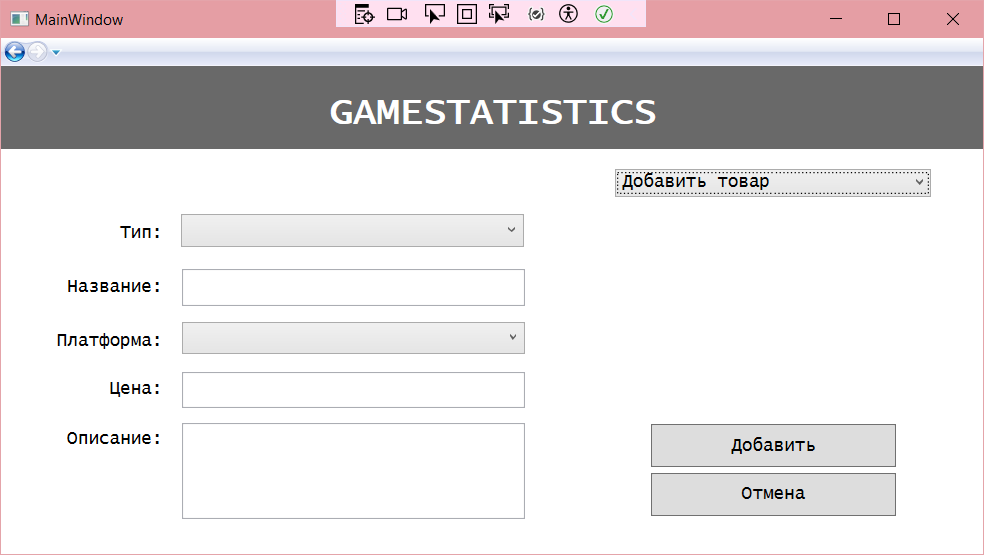 MainWindow
GAMESTATISTICS
Добавить товар
Тип:
Название:
Платформа:
Цена:
Описание:
Добавить
Отмена